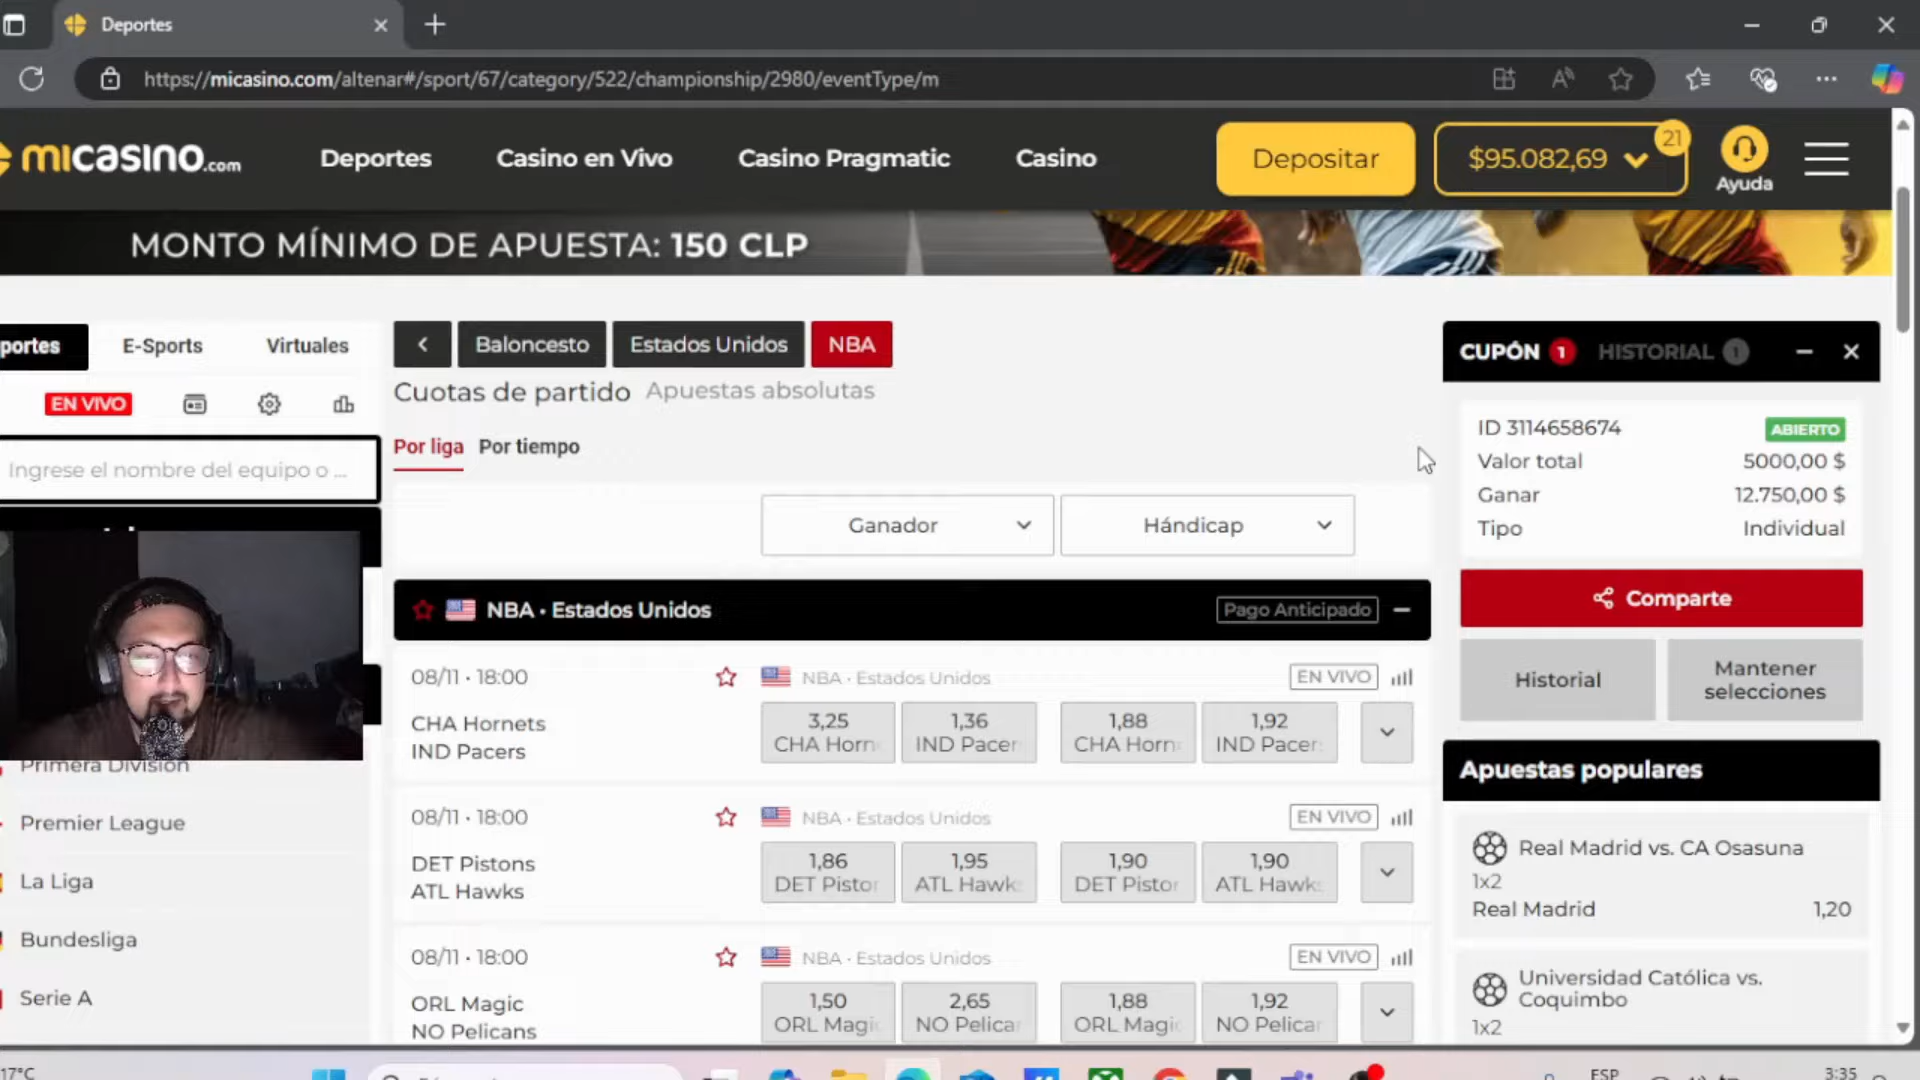 Deportes
https://micasino.com/altenar#/sport/67/category/522/championship/2980/eventType/m
micasino.com
Deportes
Casino en Vivo
Casino Pragmatic
Casino
Depositar
$95.082,69
21
Ayuda
MONTO MÍNIMO DE APUESTA: 150 CLP
portes
E-Sports
Virtuales
EN VIVO
Ingrese el nombre del equipo o ...
Primera División
Premier League
La Liga
Bundesliga
Serie A
Baloncesto
Estados Unidos
NBA
Cuotas de partido
Apuestas absolutas
Por liga
Por tiempo
Ganador
Hándicap
NBA • Estados Unidos
Pago Anticipado
08/11 • 18:00
NBA • Estados Unidos
EN VIVO
CHA Hornets
IND Pacers
3,25
CHA Horn
1,36
IND Pacer
1,88
CHA Horn
1,92
IND Pacer
08/11 • 18:00
NBA • Estados Unidos
EN VIVO
DET Pistons
ATL Hawks
1,86
DET Pisto
1,95
ATL Hawk
1,90
DET Pisto
1,90
ATL Hawk
08/11 • 18:00
NBA • Estados Unidos
EN VIVO
ORL Magic
NO Pelicans
1,50
ORL Magi
2,65
NO Pelica
1,88
ORL Magi
1,92
NO Pelica
CUPÓN 1
HISTORIAL 1
ID 3114658674
ABIERTO
Valor total
5000,00 $
Ganar
12.750,00 $
Tipo
Individual
Comparte
Historial
Mantener
selecciones
Apuestas populares
Real Madrid vs. CA Osasuna
1x2
Real Madrid
1,20
Universidad Católica vs.
Coquimbo
1x2
17°C
ESP
3:35